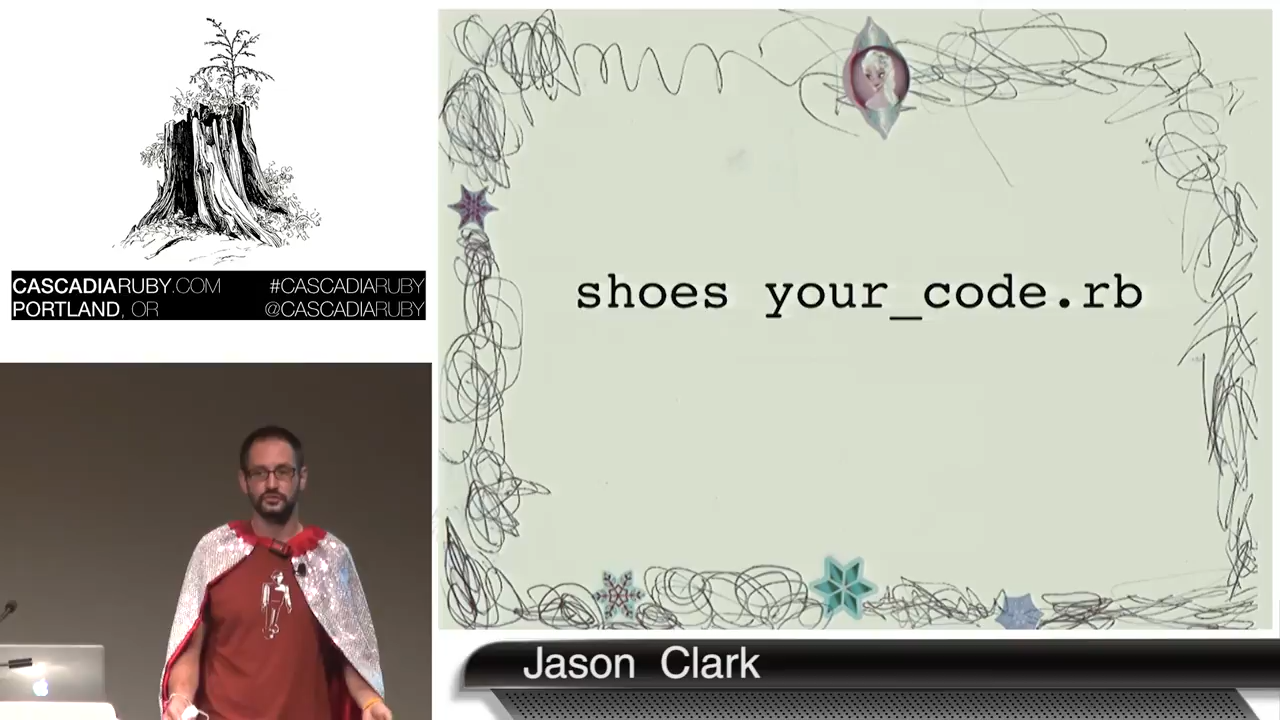 CASCADIARUBY.COM #CASCADIARUBY
PORTLAND, OR @CASCADIARUBY
shoes your_code.rb
Jason Clark